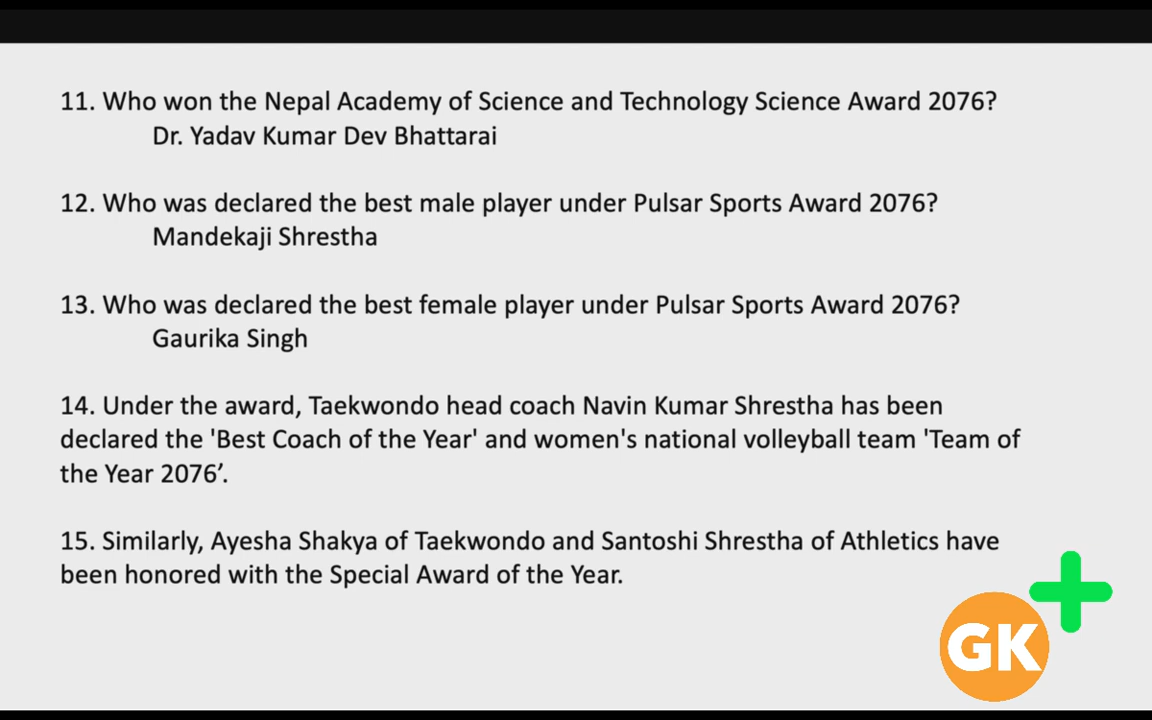 11. Who won the Nepal Academy of Science and Technology Science Award 2076?
Dr. Yadav Kumar Dev Bhattarai
12. Who was declared the best male player under Pulsar Sports Award 2076?
Mandekaji Shrestha
13. Who was declared the best female player under Pulsar Sports Award 2076?
Gaurika Singh
14. Under the award, Taekwondo head coach Navin Kumar Shrestha has been
declared the 'Best Coach of the Year' and women's national volleyball team 'Team of
the Year 2076’.
15. Similarly, Ayesha Shakya of Taekwondo and Santoshi Shrestha of Athletics have
been honored with the Special Award of the Year.
GK